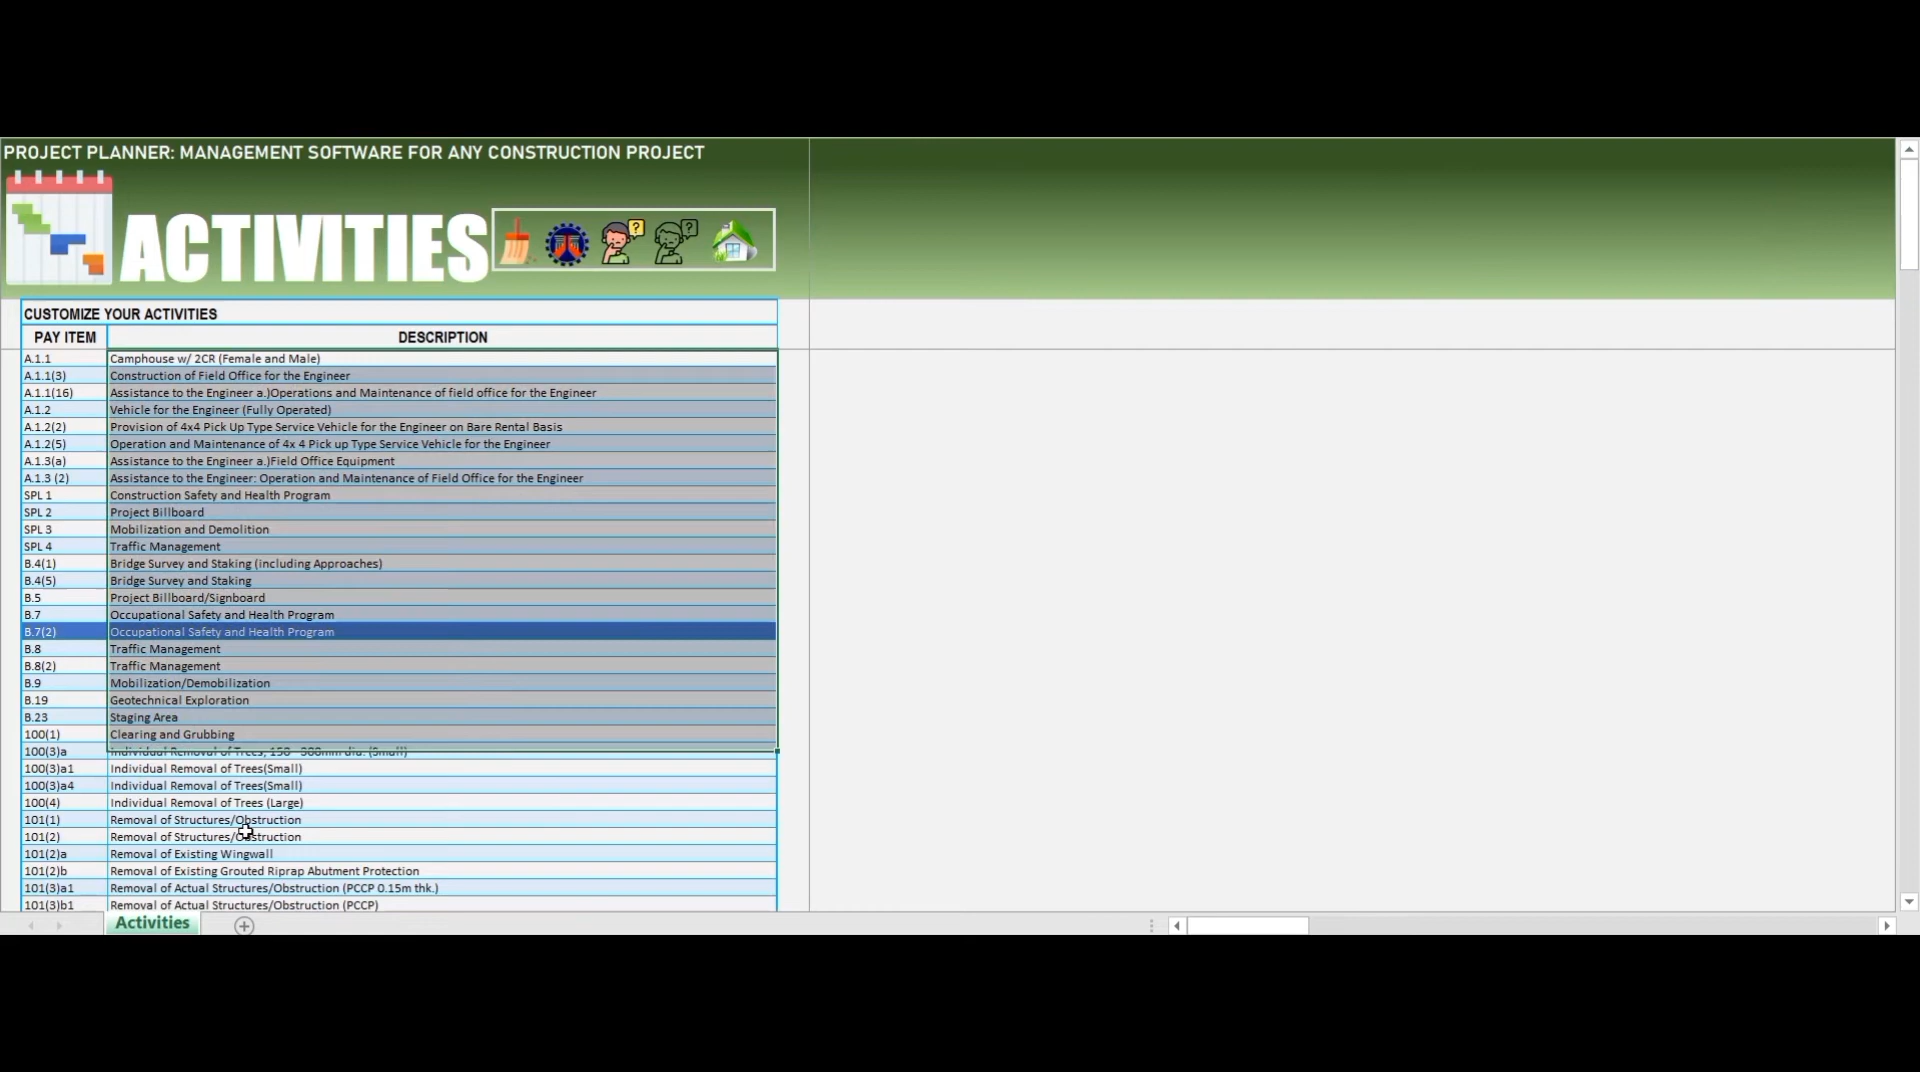 PROJECT PLANNER: MANAGEMENT SOFTWARE FOR ANY CONSTRUCTION PROJECT
ACTIVITIES
? ?
CUSTOMIZE YOUR ACTIVITIES
PAY ITEM DESCRIPTION
A.1.1 Camphouse w/ 2CR (Female and Male)
A.1.1(3) Construction of Field Office for the Engineer
A.1.1(16) Assistance to the Engineer a.)Operations and Maintenance of field office for the Engineer
A.1.2 Vehicle for the Engineer (Fully Operated)
A.1.2(2) Provision of 4x4 Pick Up Type Service Vehicle for the Engineer on Bare Rental Basis
A.1.2(5) Operation and Maintenance of 4x 4 Pick up Type Service Vehicle for the Engineer
A.1.3(a) Assistance to the Engineer a.)Field Office Equipment
A.1.3 (2) Assistance to the Engineer: Operation and Maintenance of Field Office for the Engineer
SPL 1 Construction Safety and Health Program
SPL 2 Project Billboard
SPL 3 Mobilization and Demolition
SPL 4 Traffic Management
B.4(1) Bridge Survey and Staking (including Approaches)
B.4(5) Bridge Survey and Staking
B.5 Project Billboard/Signboard
B.7 Occupational Safety and Health Program
B.7(2) Occupational Safety and Health Program
B.8 Traffic Management
B.8(2) Traffic Management
B.9 Mobilization/Demobilization
B.19 Geotechnical Exploration
B.23 Staging Area
100(1) Clearing and Grubbing
100(3)a Individual Removal of Trees, 150 - 300mm dia. (Small)
100(3)a1 Individual Removal of Trees(Small)
100(3)a4 Individual Removal of Trees(Small)
100(4) Individual Removal of Trees (Large)
101(1) Removal of Structures/Obstruction
101(2) Removal of Structures/Obstruction
101(2)a Removal of Existing Wingwall
101(2)b Removal of Existing Grouted Riprap Abutment Protection
101(3)a1 Removal of Actual Structures/Obstruction (PCCP 0.15m thk.)
101(3)b1 Removal of Actual Structures/Obstruction (PCCP)
Activities